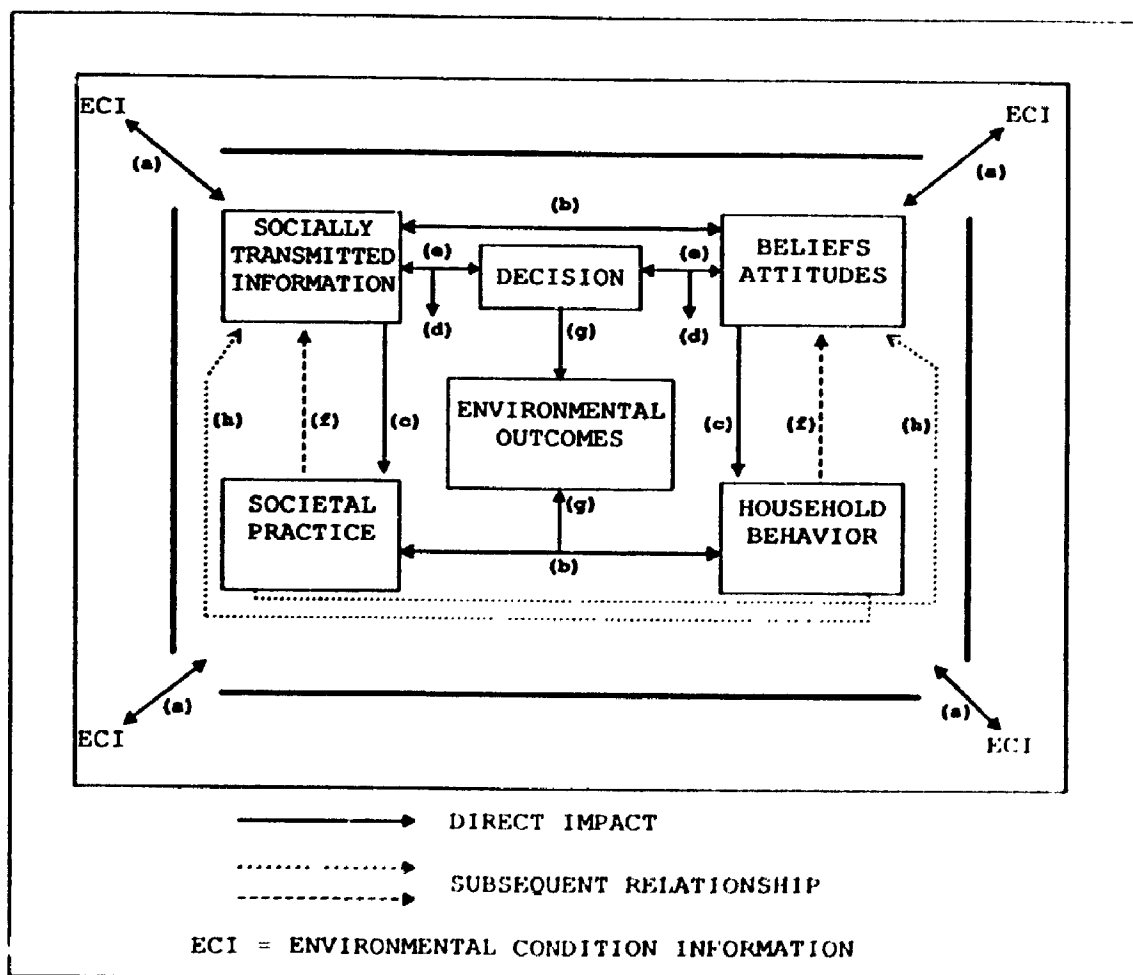 ECI
ECI
(a)
(a)
(b)
SOCIALLY
TRANSMITTED
INFORMATION
(e)
DECISION
(e)
BELIEFS
ATTITUDES
(d)
(g)
(d)
(h)
(f)
(c)
ENVIRONMENTAL
OUTCOMES
(c)
(f)
(h)
SOCIETAL
PRACTICE
(g)
HOUSEHOLD
BEHAVIOR
(b)
(a)
(a)
ECI
ECI
DIRECT IMPACT
SUBSEQUENT RELATIONSHIP
ECI = ENVIRONMENTAL CONDITION INFORMATION